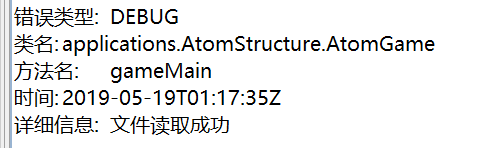 错误类型: DEBUG
类名: applications.AtomStructure.AtomGame
方法名: gameMain
时间: 2019-05-19T01:17:35Z
详细信息: 文件读取成功